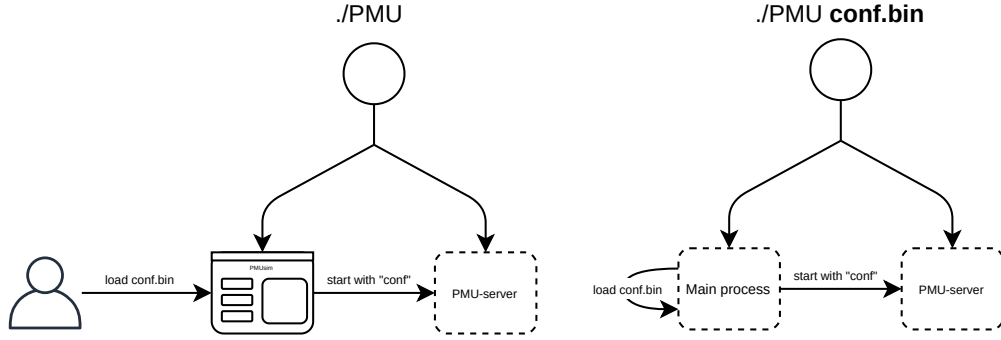 ./PMU
./PMU conf.bin
load conf.bin
PMUsim
start with "conf"
PMU-server
load conf.bin
Main process
start with "conf"
PMU-server